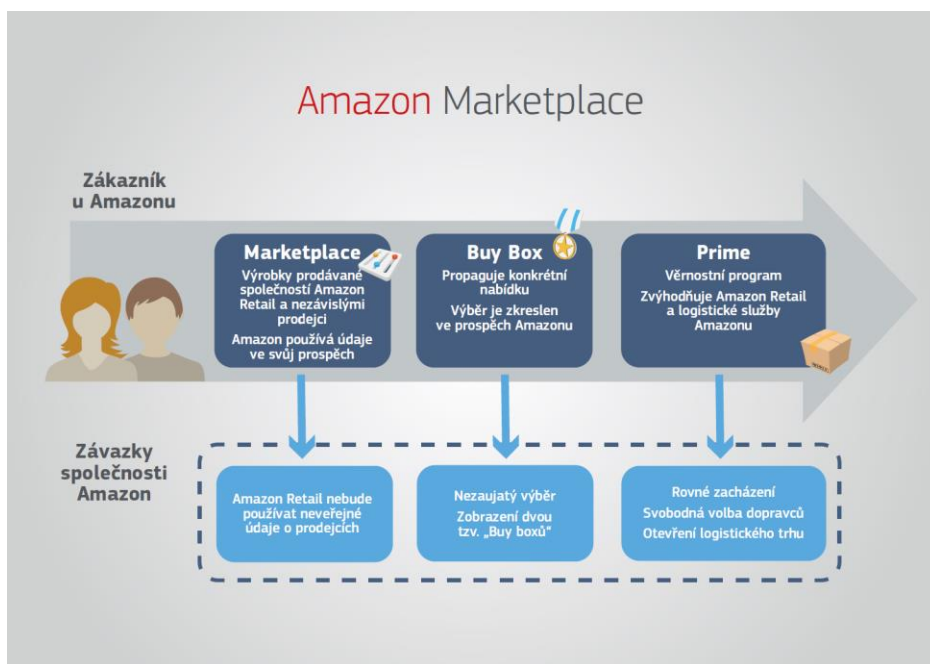 Amazon Marketplace
Zákazník
u Amazonu
Marketplace
Výrobky prodávané
společností Amazon
Retail a nezávislými
prodejci
Amazon používá údaje
ve svůj prospěch
Buy Box
Propaguje konkrétní
nabídku
Výběr je zkreslen
ve prospěch Amazonu
Prime
Věrnostní program
Zvýhodňuje Amazon Retail
a logistické služby
Amazonu
Závazky
společnosti
Amazon
Amazon Retail nebude
používat neveřejné
údaje o prodejcích
Nezaujatý výběr
Zobrazení dvou
tzv. „Buy boxů“
Rovné zacházení
Svobodná volba dopravců
Otevření logistického trhu